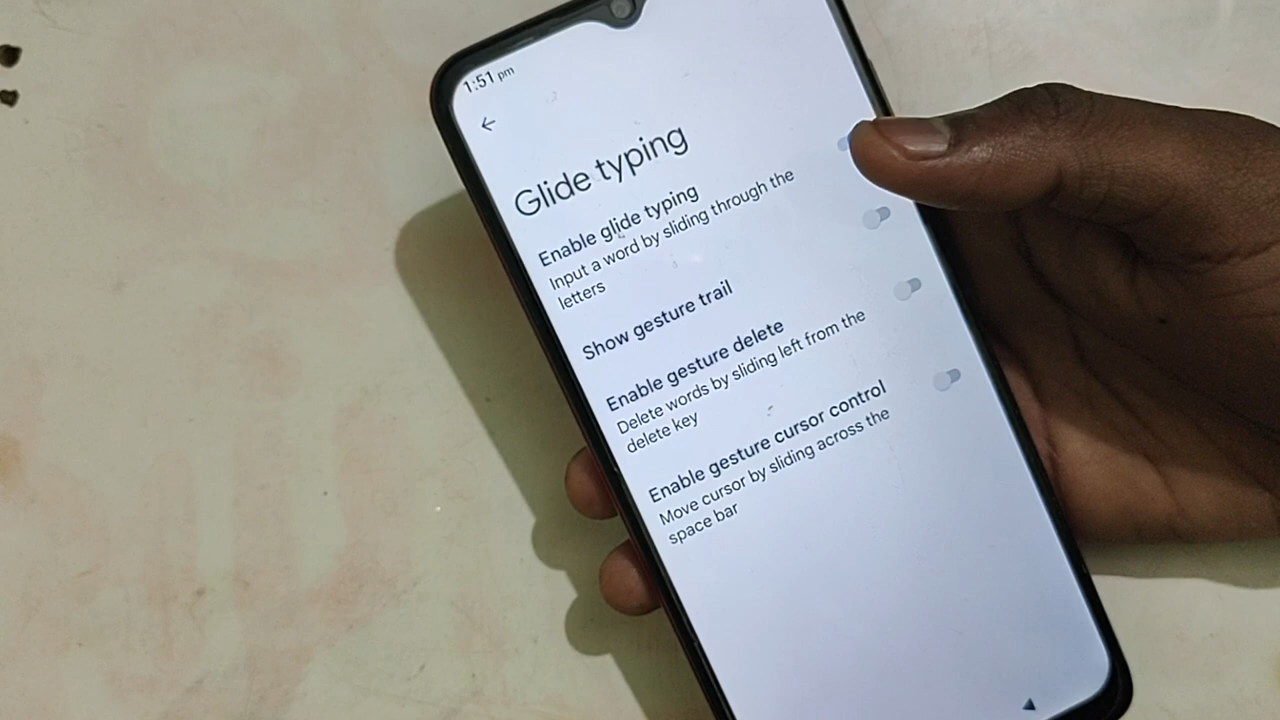 1:51 pm
Glide typing
Enable glide typing
Input a word by sliding through the
letters
Show gesture trail
Enable gesture delete
Delete words by sliding left from the
delete key
Enable gesture cursor control
Move cursor by sliding across the
space bar